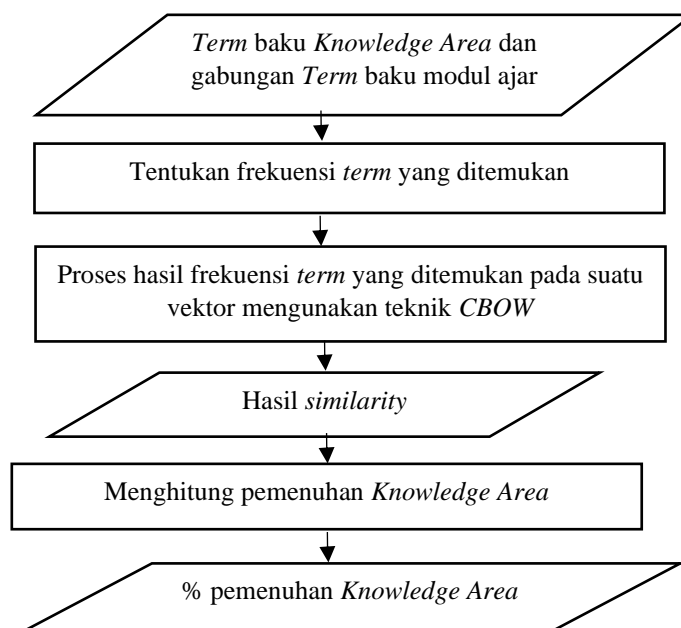 Term baku Knowledge Area dan
gabungan Term baku modul ajar
Tentukan frekuensi term yang ditemukan
Proses hasil frekuensi term yang ditemukan pada suatu
vektor mengunakan teknik CBOW
Hasil similarity
Menghitung pemenuhan Knowledge Area
% pemenuhan Knowledge Area